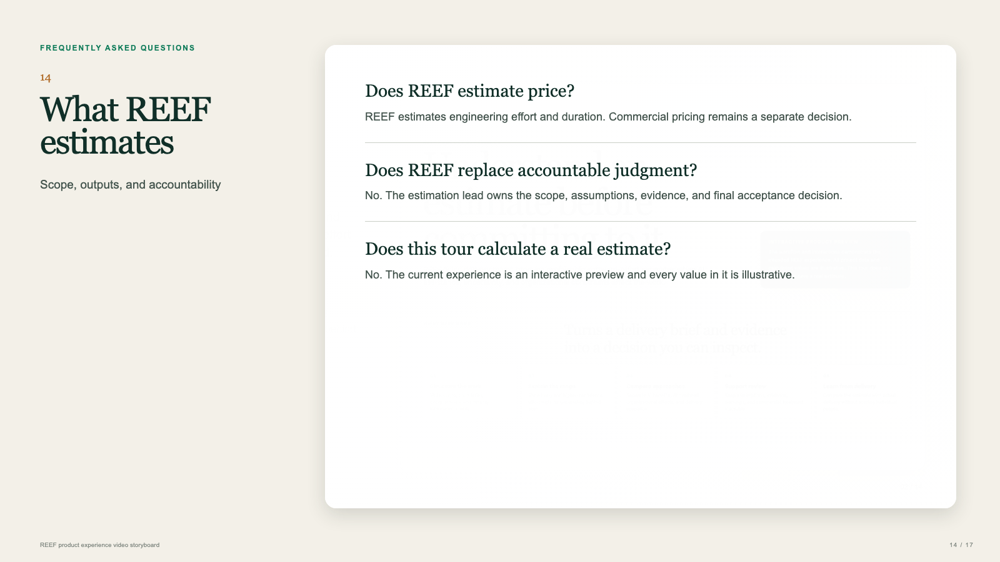 FREQUENTLY ASKED QUESTIONS
14
What REEF
estimates
Scope, outputs, and accountability
Does REEF estimate price?
REEF estimates engineering effort and duration. Commercial pricing remains a separate decision.
Does REEF replace accountable judgment?
No. The estimation lead owns the scope, assumptions, evidence, and final acceptance decision.
Does this tour calculate a real estimate?
No. The current experience is an interactive preview and every value in it is illustrative.
REEF product experience video storyboard
14 / 17